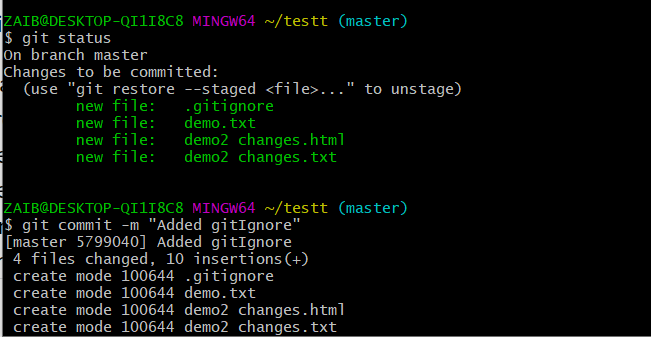 ZAIB@DESKTOP-QI1I8C8 MINGW64 ~/testt (master)
$ git status
On branch master
Changes to be committed:
  (use "git restore --staged <file>..." to unstage)
        new file:   .gitignore
        new file:   demo.txt
        new file:   demo2 changes.html
        new file:   demo2 changes.txt
ZAIB@DESKTOP-QI1I8C8 MINGW64 ~/testt (master)
$ git commit -m "Added gitIgnore"
[master 5799040] Added gitIgnore
 4 files changed, 10 insertions(+)
 create mode 100644 .gitignore
 create mode 100644 demo.txt
 create mode 100644 demo2 changes.html
 create mode 100644 demo2 changes.txt